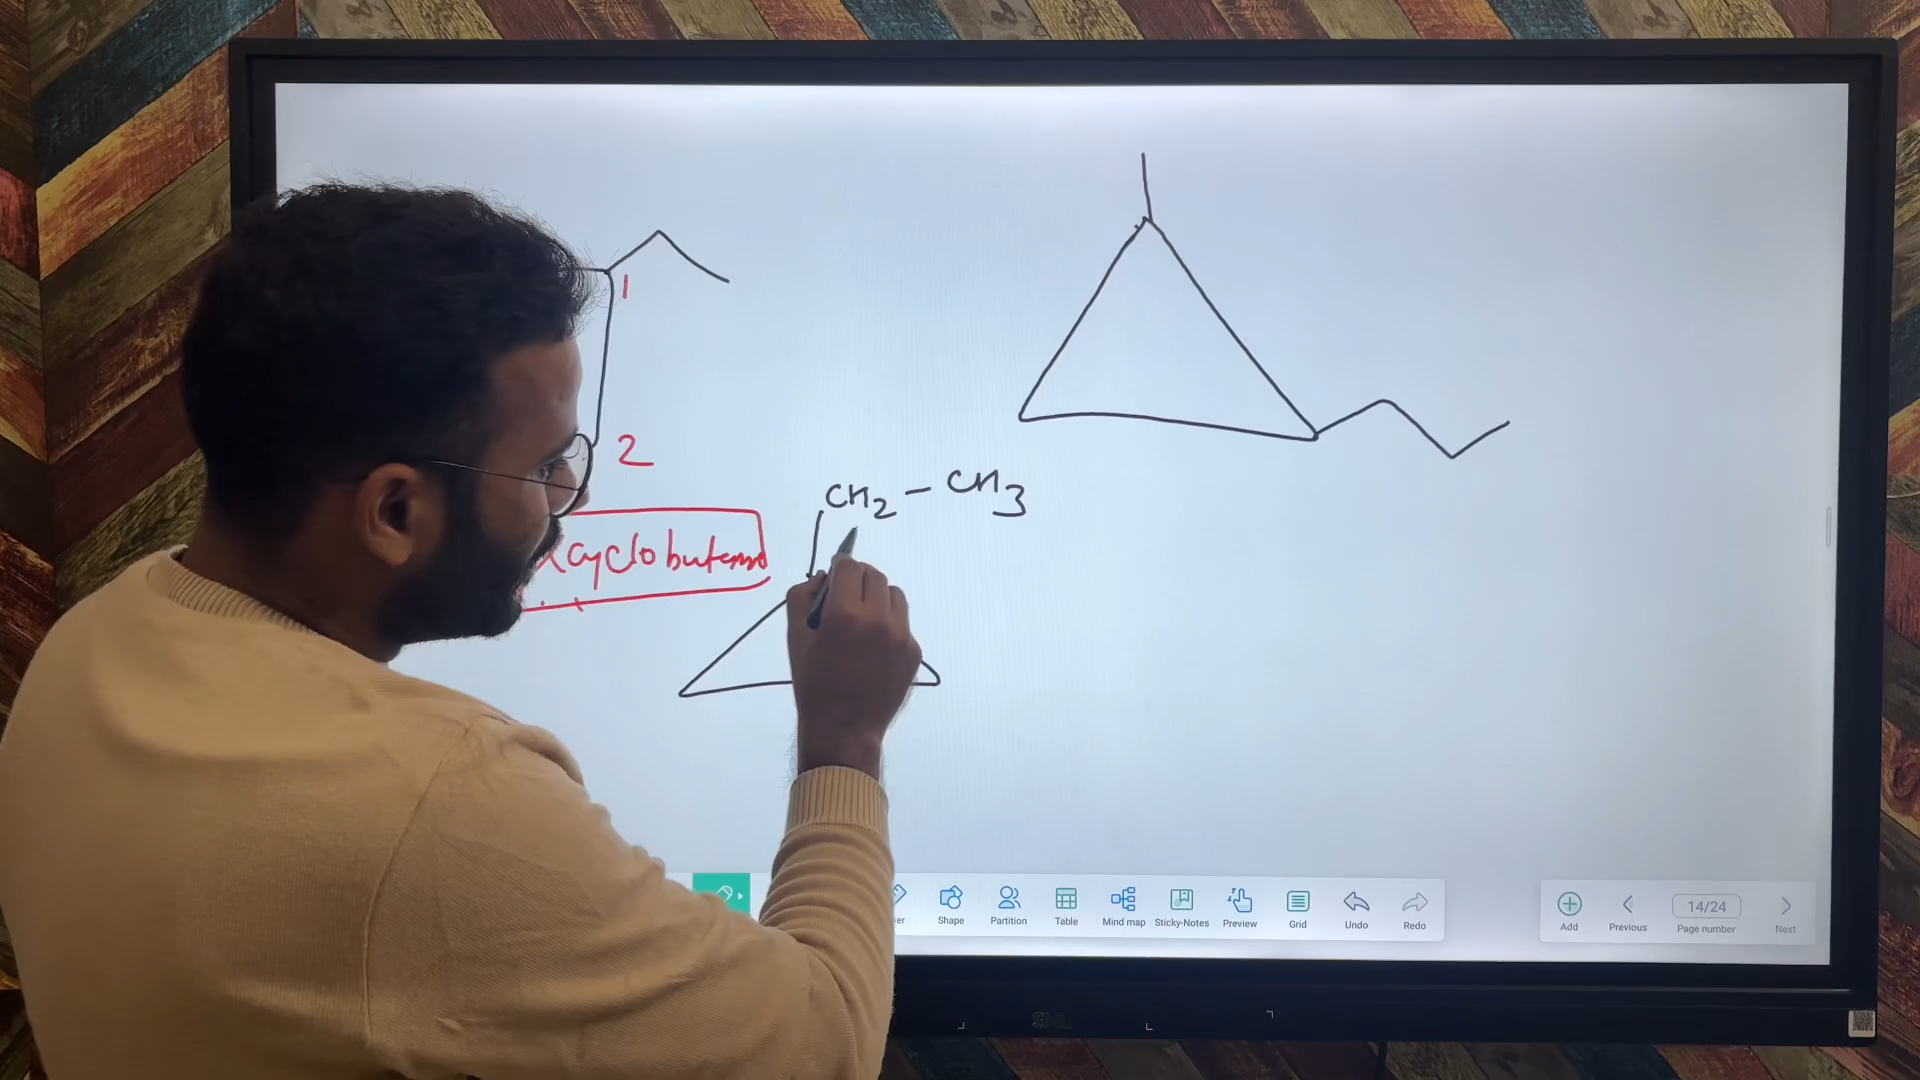 1
2
CH2 - CH3
Shape
Partition
Table
Mind map
Sticky-Notes
Preview
Grid
Undo
Redo
Add
Previous
14/24
Page number
Next